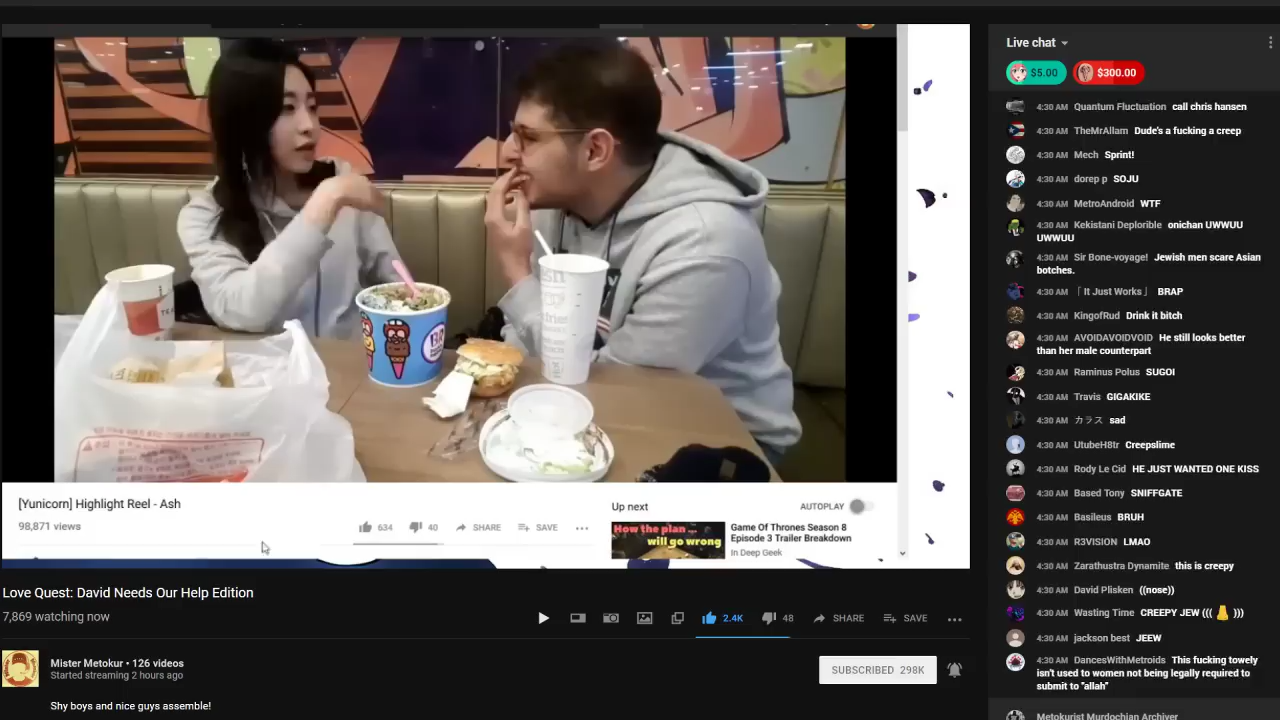 [Yunicorn] Highlight Reel - Ash
98,871 views
634
40
SHARE
SAVE
Up next
AUTOPLAY
How the plan ...
will go wrong
Game Of Thrones Season 8
Episode 3 Trailer Breakdown
In Deep Geek
Love Quest: David Needs Our Help Edition
7,869 watching now
2.4K
48
SHARE
SAVE
Mister Metokur • 126 videos
Started streaming 2 hours ago
SUBSCRIBED 298K
Shy boys and nice guys assemble!
Live chat
$5.00
$300.00
4:30 AM Quantum Fluctuation call chris hansen
4:30 AM TheMrAllam Dude's a fucking a creep
4:30 AM Mech Sprint!
4:30 AM dorep p SOJU
4:30 AM MetroAndroid WTF
4:30 AM Kekistani Deplorible onichan UWWUU
UWWUU
4:30 AM Sir Bone-voyage! Jewish men scare Asian
botches.
4:30 AM 「 It Just Works 」 BRAP
4:30 AM KingofRud Drink it bitch
4:30 AM AVOIDAVOIDVOID He still looks better
than her male counterpart
4:30 AM Raminus Polus SUGOI
4:30 AM Travis GIGAKIKE
4:30 AM カラス sad
4:30 AM UtubeH8tr Creepslime
4:30 AM Rody Le Cid HE JUST WANTED ONE KISS
4:30 AM Based Tony SNIFFGATE
4:30 AM Basileus BRUH
4:30 AM R3VISION LMAO
4:30 AM Zarathustra Dynamite this is creepy
4:30 AM David Plisken ((nose))
4:30 AM Wasting Time CREEPY JEW ((( 👃 )))
4:30 AM jackson best JEEW
4:30 AM DancesWithMetroids This fucking towely
isn't used to women not being legally required to
submit to "allah"
Metokurist Murdochian Archiver